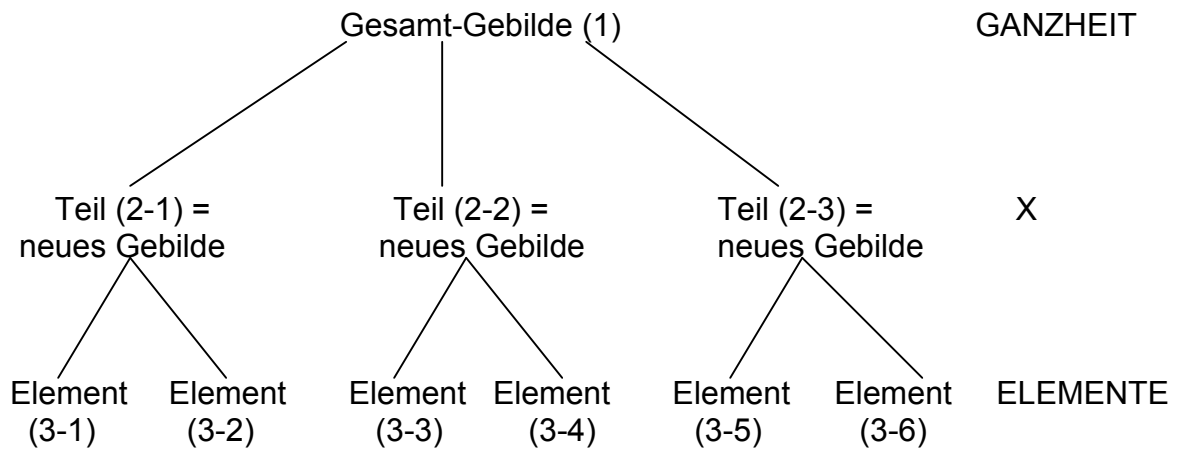 Gesamt-Gebilde (1) GANZHEIT
Teil (2-1) = Teil (2-2) = Teil (2-3) = X
neues Gebilde neues Gebilde neues Gebilde
Element Element Element Element Element Element ELEMENTE
(3-1) (3-2) (3-3) (3-4) (3-5) (3-6)